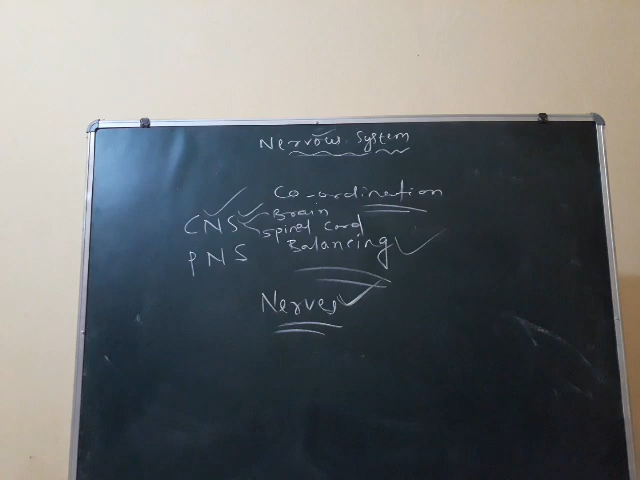 Nervous System
Co-ordination
CNS Brain
Spinal Cord
Balancing
PNS
Nerves